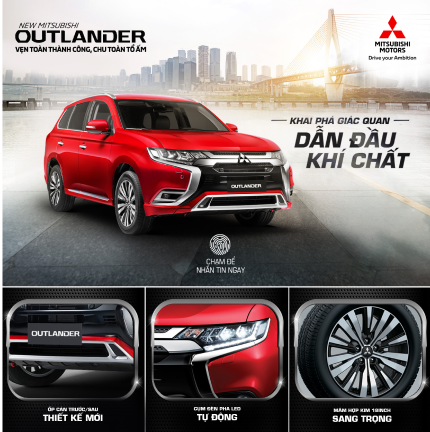 NEW MITSUBISHI
OUTLANDER
VẸN TOÀN THÀNH CÔNG, CHU TOÀN TỔ ẤM
MITSUBISHI
MOTORS
Drive your Ambition
KHAI PHÁ GIÁC QUAN
DẪN ĐẦU
KHÍ CHẤT
OUTLANDER
CHẠM ĐỂ
NHẮN TIN NGAY
OUTLANDER
ỐP CẢN TRƯỚC/SAU
THIẾT KẾ MỚI
CỤM ĐÈN PHA LED
TỰ ĐỘNG
MÂM HỢP KIM 18INCH
SANG TRỌNG